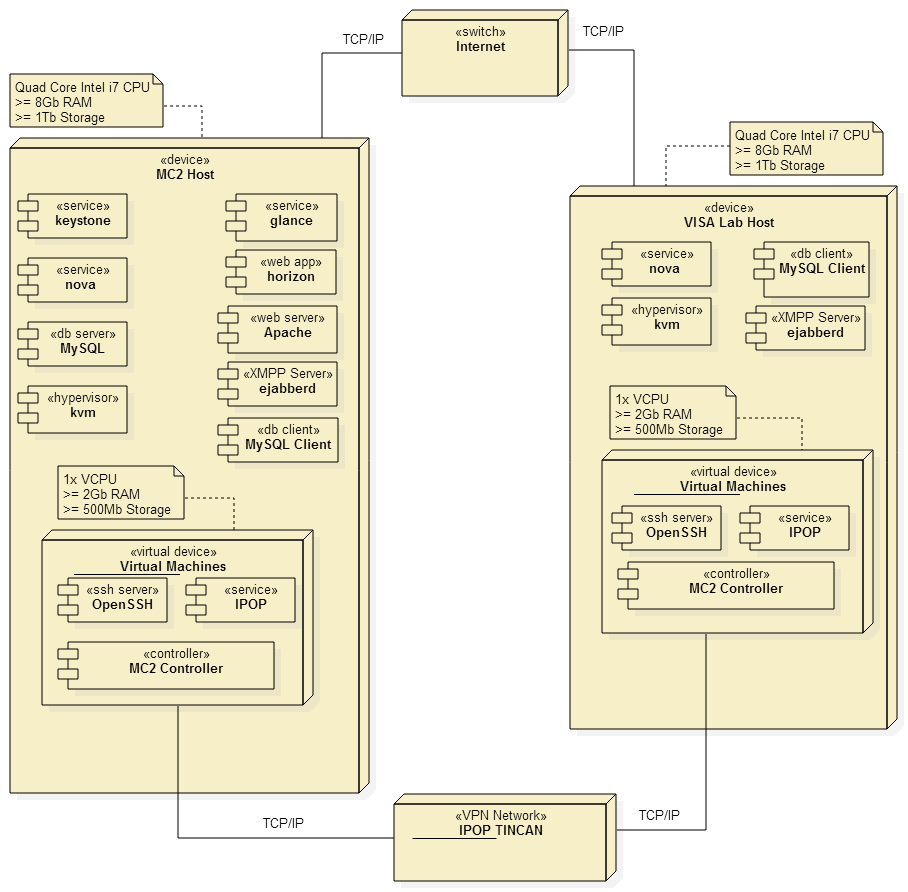 «switch»
Internet
TCP/IP
TCP/IP
Quad Core Intel i7 CPU
>= 8Gb RAM
>= 1Tb Storage
«device»
MC2 Host
«service»
keystone
«service»
glance
«service»
nova
«web app»
horizon
«db server»
MySQL
«web server»
Apache
«hypervisor»
kvm
«XMPP Server»
ejabberd
«db client»
MySQL Client
1x VCPU
>= 2Gb RAM
>= 500Mb Storage
«virtual device»
Virtual Machines
«ssh server»
OpenSSH
«service»
IPOP
«controller»
MC2 Controller
Quad Core Intel i7 CPU
>= 8Gb RAM
>= 1Tb Storage
«device»
VISA Lab Host
«service»
nova
«db client»
MySQL Client
«hypervisor»
kvm
«XMPP Server»
ejabberd
1x VCPU
>= 2Gb RAM
>= 500Mb Storage
«virtual device»
Virtual Machines
«ssh server»
OpenSSH
«service»
IPOP
«controller»
MC2 Controller
TCP/IP
TCP/IP
«VPN Network»
IPOP TINCAN